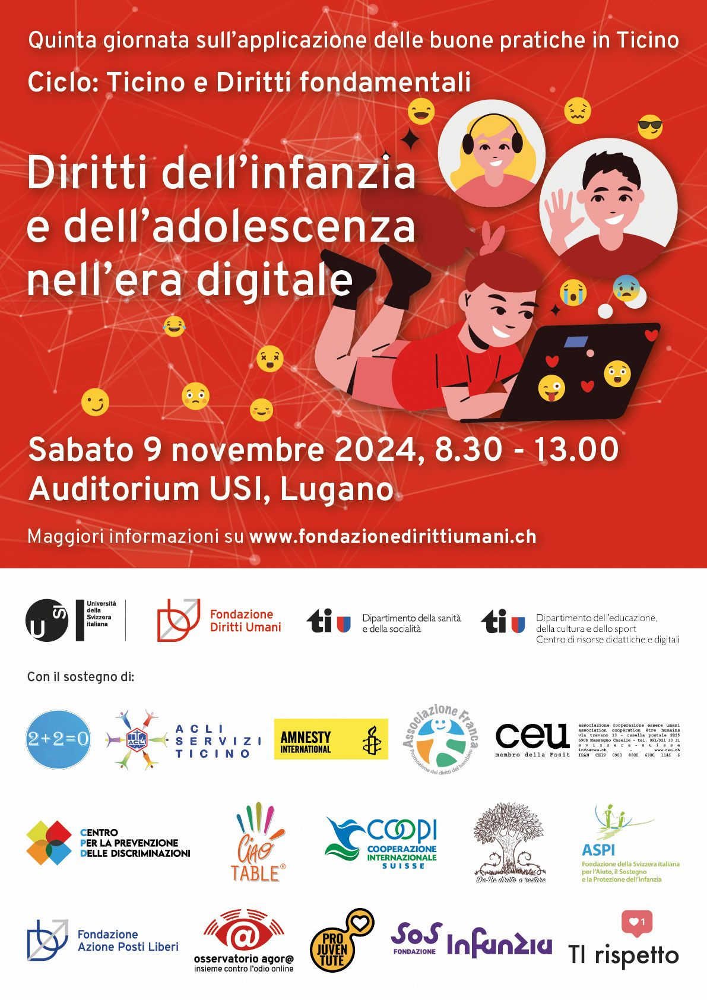 Quinta giornata sull'applicazione delle buone pratiche in Ticino
Ciclo: Ticino e Diritti fondamentali
Diritti dell'infanzia
e dell'adolescenza
nell'era digitale
Sabato 9 novembre 2024, 8.30 - 13.00
Auditorium USI, Lugano
Maggiori informazioni su www.fondazionedirittiumani.ch
USI
Università
della
Svizzera
italiana
Fondazione
Diritti Umani
ti
Dipartimento della sanità
e della socialità
ti
Dipartimento dell'educazione,
della cultura e dello sport
Centro di risorse didattiche e digitali
Con il sostegno di:
2+2=0
ACLI
ACLI
SERVIZI
TICINO
AMNESTY
INTERNATIONAL
Associazione Franca
Promozione dei diritti del bambino
ceu
membro della Fosit
associazione cooperazione essere umani
association coopération être humains
via trevano 13 - casella postale 8225
6908 Massagno Caselle - tel. 091/921 30 31
svizzera-suisse
info@ceu.ch - www.ceu.ch
IBAN CH39 0900 0000 6900 1146 6
CENTRO
PER LA PREVENZIONE
DELLE DISCRIMINAZIONI
CIAO
TABLE®
COOPI
COOPERAZIONE
INTERNAZIONALE
SUISSE
Da-Re diritto a restare
ASPI
Fondazione della Svizzera italiana
per l'Aiuto, il Sostegno
e la Protezione dell'Infanzia
Fondazione
Azione Posti Liberi
@
osservatorio agor@
insieme contro l'odio online
PRO
JUVEN
TUTE
SOS
FONDAZIONE
Infanzia
1
TI rispetto